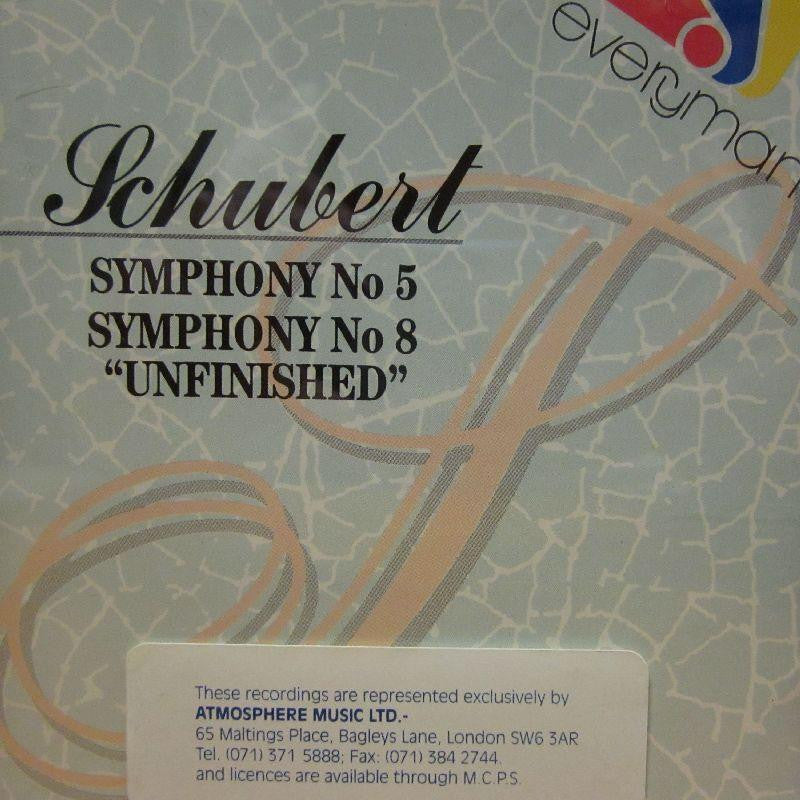 everyman
Schubert
SYMPHONY No 5
SYMPHONY No 8
“UNFINISHED”
These recordings are represented exclusively by
ATMOSPHERE MUSIC LTD.-
65 Maltings Place, Bagleys Lane, London SW6 3AR
Tel. (071) 371 5888; Fax: (071) 384 2744.
and licences are available through M.C.P.S.